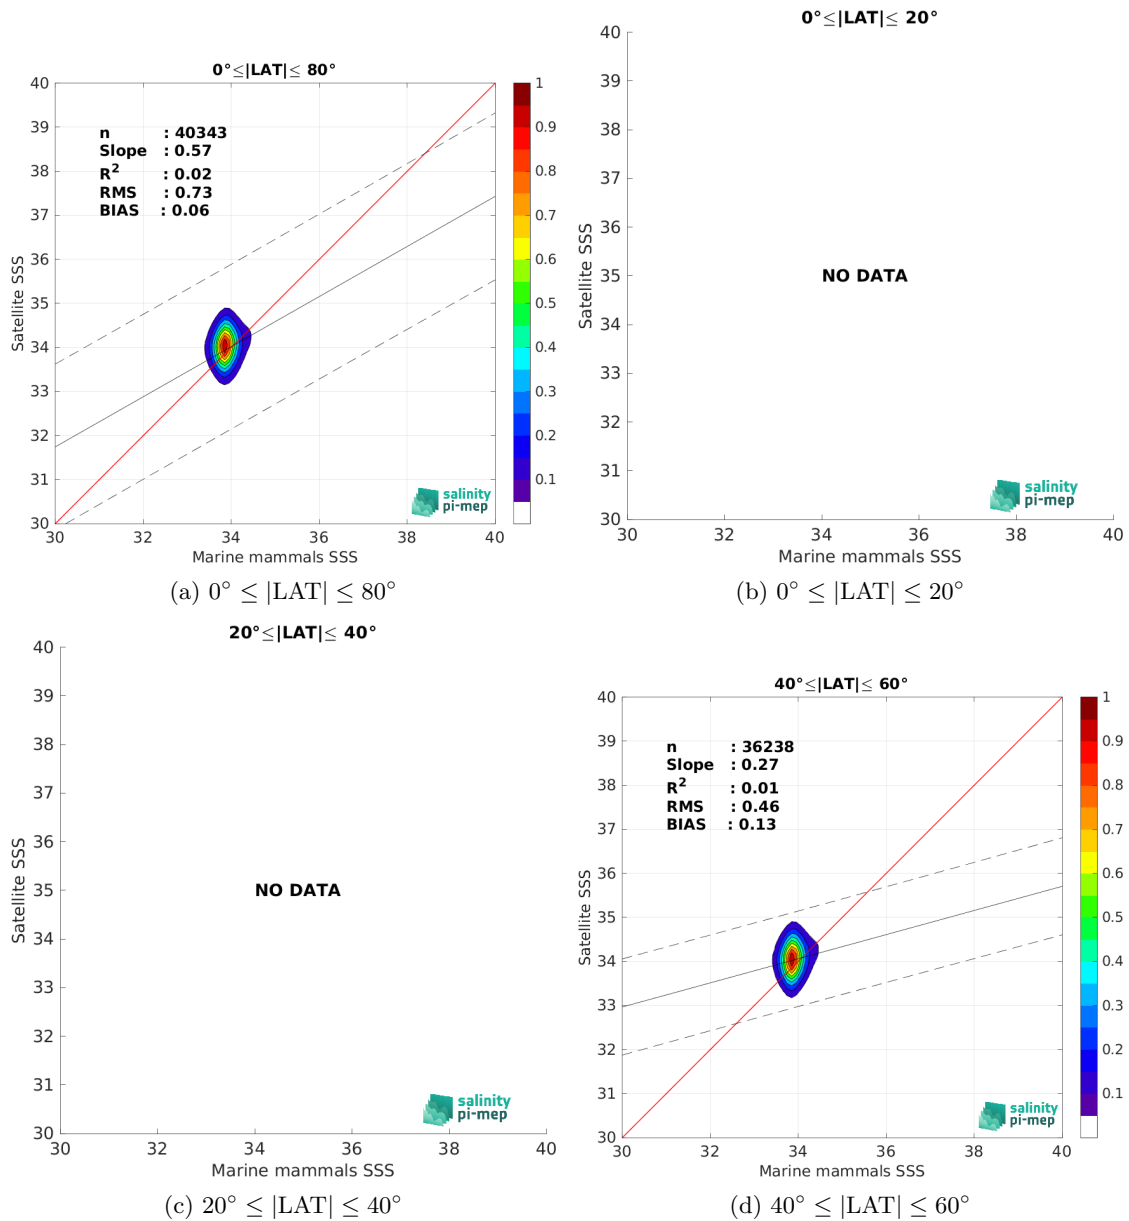 0°≤|LAT|≤ 80°
40
39
38
37
36
35
34
33
32
31
30
Satellite SSS
n : 40343
Slope : 0.57
R² : 0.02
RMS : 0.73
BIAS : 0.06
1
0.9
0.8
0.7
0.6
0.5
0.4
0.3
0.2
0.1
salinity
pi-mep
30 32 34 36 38 40
Marine mammals SSS
(a) 0° ≤ |LAT| ≤ 80°
0°≤|LAT|≤ 20°
40
39
38
37
36
35
34
33
32
31
30
Satellite SSS
NO DATA
salinity
pi-mep
30 32 34 36 38 40
Marine mammals SSS
(b) 0° ≤ |LAT| ≤ 20°
20°≤|LAT|≤ 40°
40
39
38
37
36
35
34
33
32
31
30
Satellite SSS
NO DATA
salinity
pi-mep
30 32 34 36 38 40
Marine mammals SSS
(c) 20° ≤ |LAT| ≤ 40°
40°≤|LAT|≤ 60°
40
39
38
37
36
35
34
33
32
31
30
Satellite SSS
n : 36238
Slope : 0.27
R² : 0.01
RMS : 0.46
BIAS : 0.13
1
0.9
0.8
0.7
0.6
0.5
0.4
0.3
0.2
0.1
salinity
pi-mep
30 32 34 36 38 40
Marine mammals SSS
(d) 40° ≤ |LAT| ≤ 60°